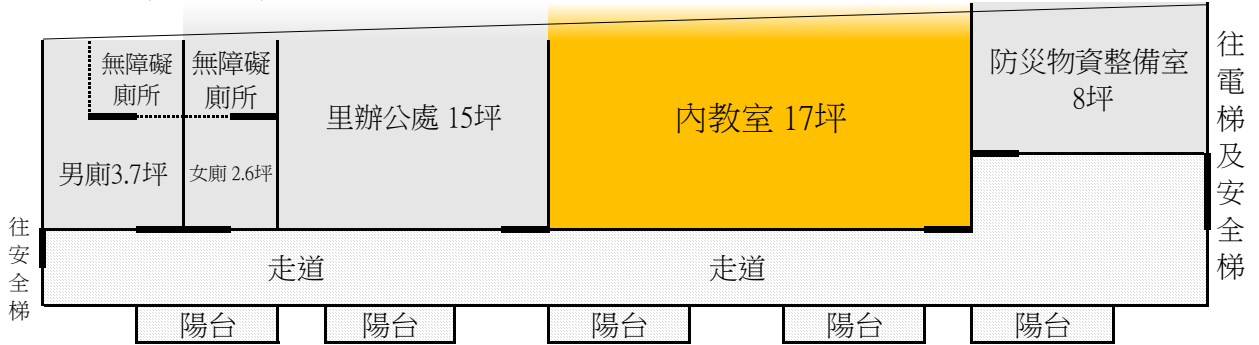 無障礙
廁所
無障礙
廁所
里辦公處 15坪
內教室 17坪
防災物資整備室
8坪
往電梯及安全梯
男廁3.7坪
女廁 2.6坪
往安全梯
走道
走道
陽台
陽台
陽台
陽台
陽台